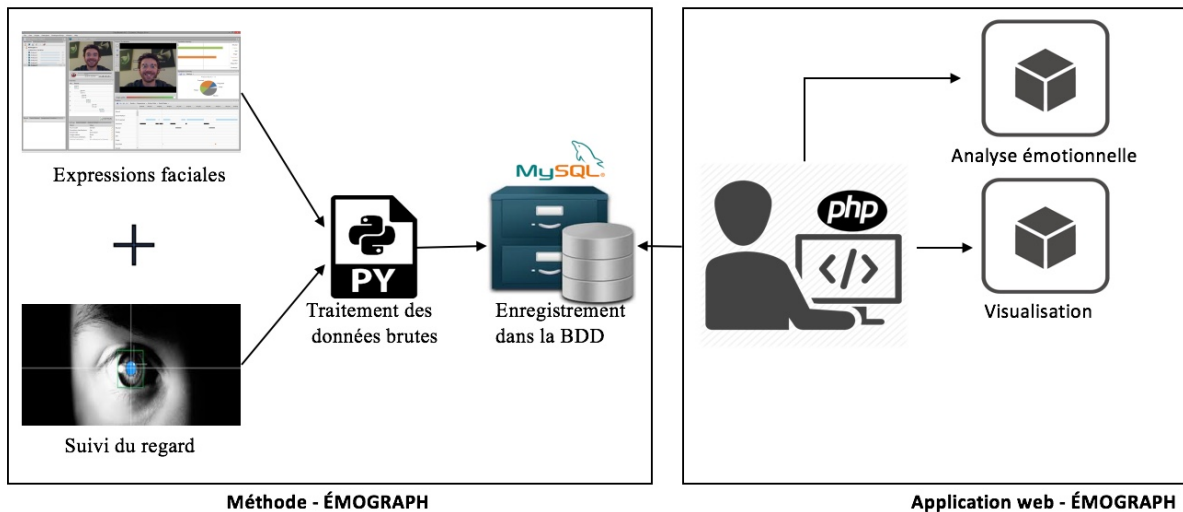 Expressions faciales
Suivi du regard
PY
Traitement des
données brutes
MySQL®
Enregistrement
dans la BDD
Méthode - ÉMOGRAPH
php
</>
Analyse émotionnelle
Visualisation
Application web - ÉMOGRAPH